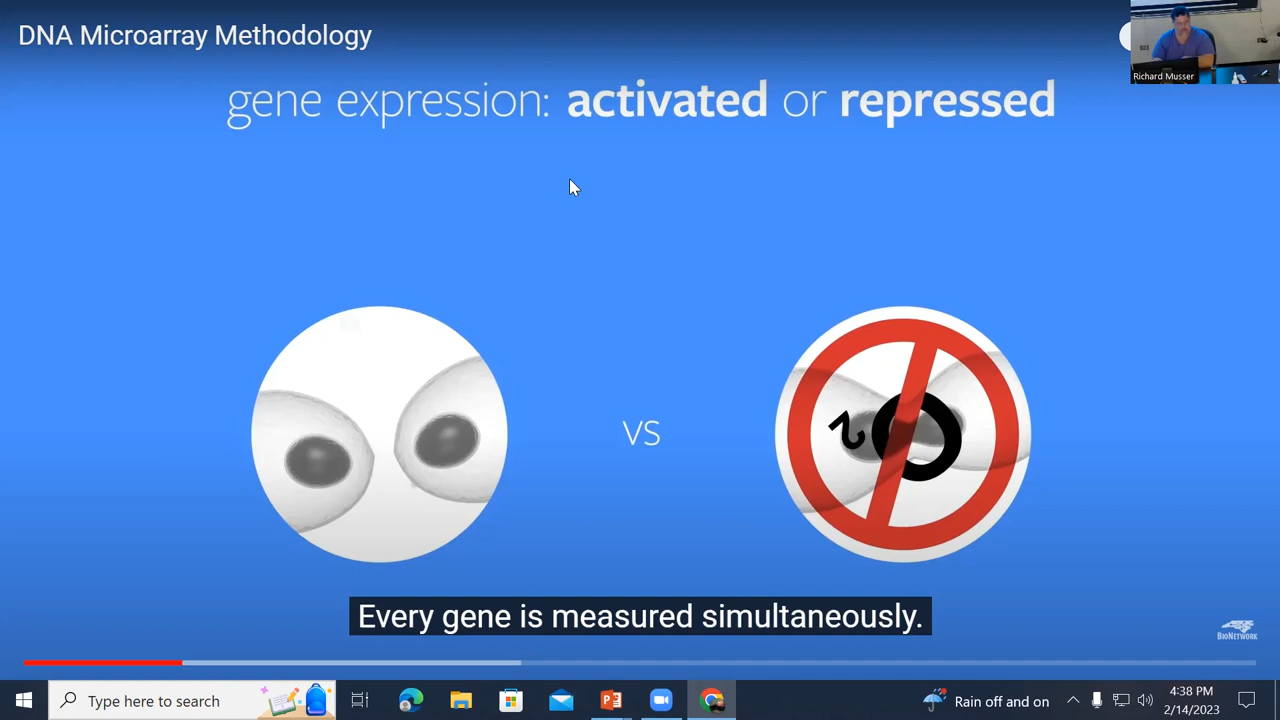 DNA Microarray Methodology
Richard Musser
gene expression: activated or repressed
VS
Every gene is measured simultaneously.
BIONETWORK
Type here to search
Rain off and on
4:38 PM
2/14/2023